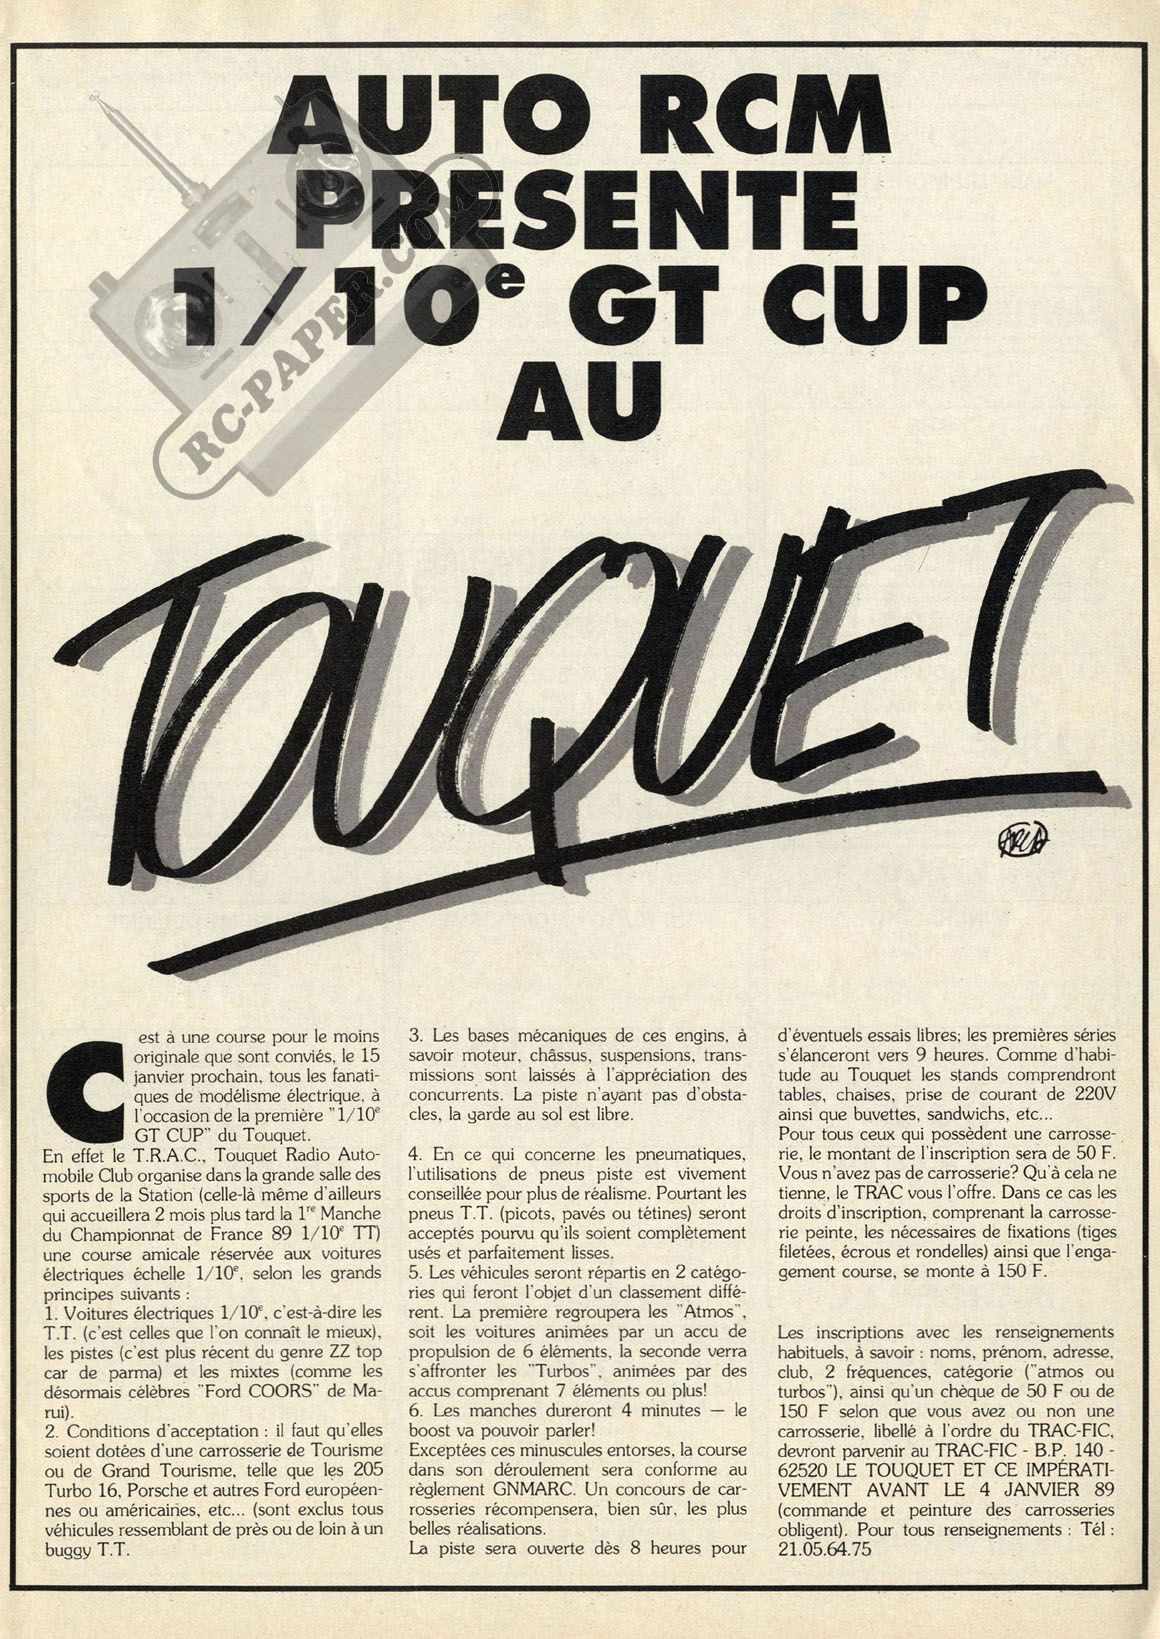 AUTO RCM
PRESENTE
1/10e GT CUP
AU
TOUQUET
RC-PAPER.COM
C est à une course pour le moins
originale que sont conviés, le 15
janvier prochain, tous les fanati-
ques de modélisme électrique, à
l'occasion de la première "1/10e
GT CUP" du Touquet.
En effet le T.R.A.C., Touquet Radio Auto-
mobile Club organise dans la grande salle des
sports de la Station (celle-là même d'ailleurs
qui accueillera 2 mois plus tard la 1re Manche
du Championnat de France 89 1/10e TT)
une course amicale réservée aux voitures
électriques échelle 1/10e, selon les grands
principes suivants :
1. Voitures électriques 1/10e, c'est-à-dire les
T.T. (c'est celles que l'on connaît le mieux),
les pistes (c'est plus récent du genre ZZ top
car de parma) et les mixtes (comme les
désormais célèbres "Ford COORS" de Ma-
rui).
2. Conditions d'acceptation : il faut qu'elles
soient dotées d'une carrosserie de Tourisme
ou de Grand Tourisme, telle que les 205
Turbo 16, Porsche et autres Ford européen-
nes ou américaines, etc... (sont exclus tous
véhicules ressemblant de près ou de loin à un
buggy T.T.
3. Les bases mécaniques de ces engins, à
savoir moteur, châssus, suspensions, trans-
missions sont laissés à l'appréciation des
concurrents. La piste n'ayant pas d'obsta-
cles, la garde au sol est libre.
4. En ce qui concerne les pneumatiques,
l'utilisations de pneus piste est vivement
conseillée pour plus de réalisme. Pourtant les
pneus T.T. (picots, pavés ou tétines) seront
acceptés pourvu qu'ils soient complètement
usés et parfaitement lisses.
5. Les véhicules seront répartis en 2 catégo-
ries qui feront l'objet d'un classement diffé-
rent. La première regroupera les "Atmos",
soit les voitures animées par un accu de
propulsion de 6 éléments, la seconde verra
s'affronter les "Turbos", animées par des
accus comprenant 7 éléments ou plus!
6. Les manches dureront 4 minutes — le
boost va pouvoir parler!
Exceptées ces minuscules entorses, la course
dans son déroulement sera conforme au
règlement GNMARC. Un concours de car-
rosseries récompensera, bien sûr, les plus
belles réalisations.
La piste sera ouverte dès 8 heures pour
d'éventuels essais libres; les premières séries
s'élanceront vers 9 heures. Comme d'habi-
tude au Touquet les stands comprendront
tables, chaises, prise de courant de 220V
ainsi que buvettes, sandwichs, etc...
Pour tous ceux qui possèdent une carrosse-
rie, le montant de l'inscription sera de 50 F.
Vous n'avez pas de carrosserie? Qu'à cela ne
tienne, le TRAC vous l'offre. Dans ce cas les
droits d'inscription, comprenant la carrosse-
rie peinte, les nécessaires de fixations (tiges
filetées, écrous et rondelles) ainsi que l'enga-
gement course, se monte à 150 F.
Les inscriptions avec les renseignements
habituels, à savoir : noms, prénom, adresse,
club, 2 fréquences, catégorie ("atmos ou
turbos"), ainsi qu'un chèque de 50 F ou de
150 F selon que vous avez ou non une
carrosserie, libellé à l'ordre du TRAC-FIC,
devront parvenir au TRAC-FIC - B.P. 140 -
62520 LE TOUQUET ET CE IMPÉRATI-
VEMENT AVANT LE 4 JANVIER 89
(commande et peinture des carrosseries
obligent). Pour tous renseignements : Tél :
21.05.64.75